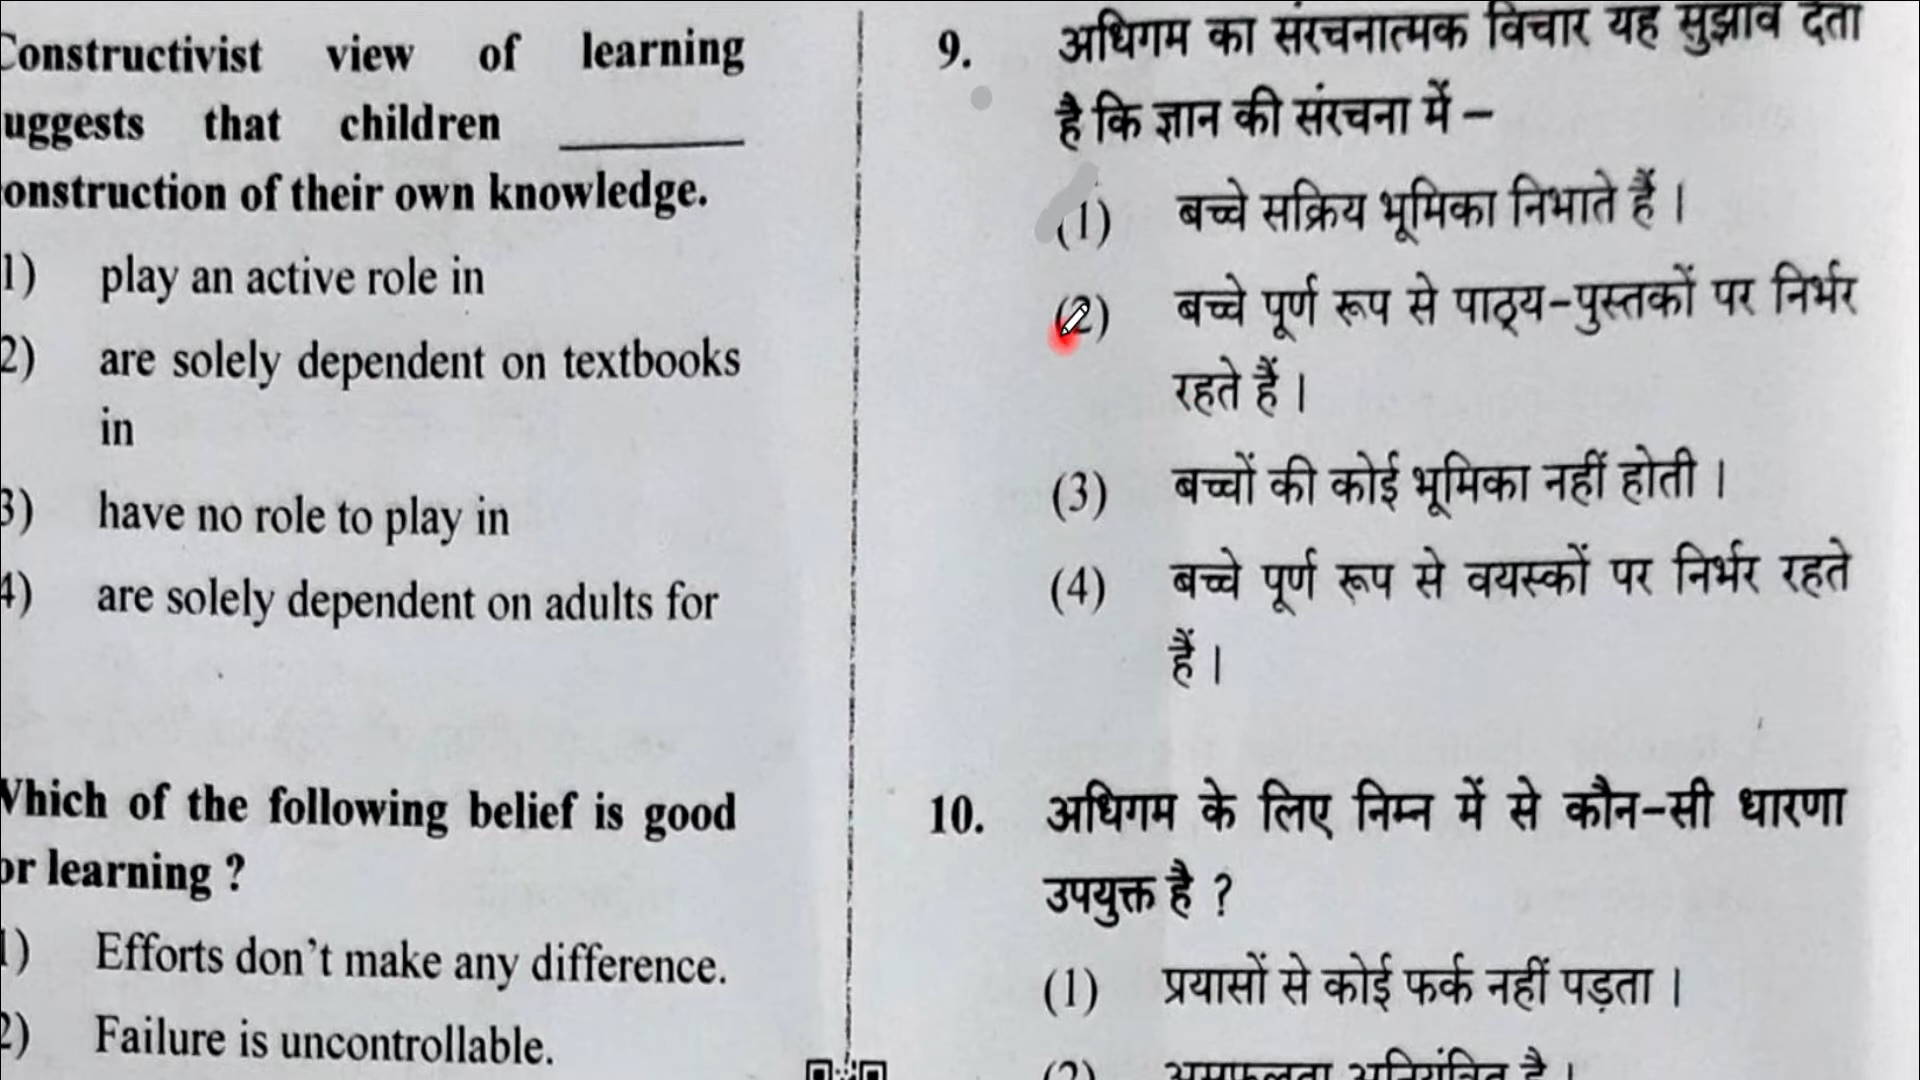 Constructivist view of learning
uggests that children ________
onstruction of their own knowledge.
1) play an active role in
2) are solely dependent on textbooks
in
3) have no role to play in
4) are solely dependent on adults for
Which of the following belief is good
or learning ?
1) Efforts don't make any difference.
2) Failure is uncontrollable.
9. अधिगम का संरचनात्मक विचार यह सुझाव देता
है कि ज्ञान की संरचना में –
(1) बच्चे सक्रिय भूमिका निभाते हैं ।
(2) बच्चे पूर्ण रूप से पाठ्य-पुस्तकों पर निर्भर
रहते हैं ।
(3) बच्चों की कोई भूमिका नहीं होती ।
(4) बच्चे पूर्ण रूप से वयस्कों पर निर्भर रहते
हैं ।
10. अधिगम के लिए निम्न में से कौन-सी धारणा
उपयुक्त है ?
(1) प्रयासों से कोई फर्क नहीं पड़ता ।
(2) असफलता अनियंत्रित है ।